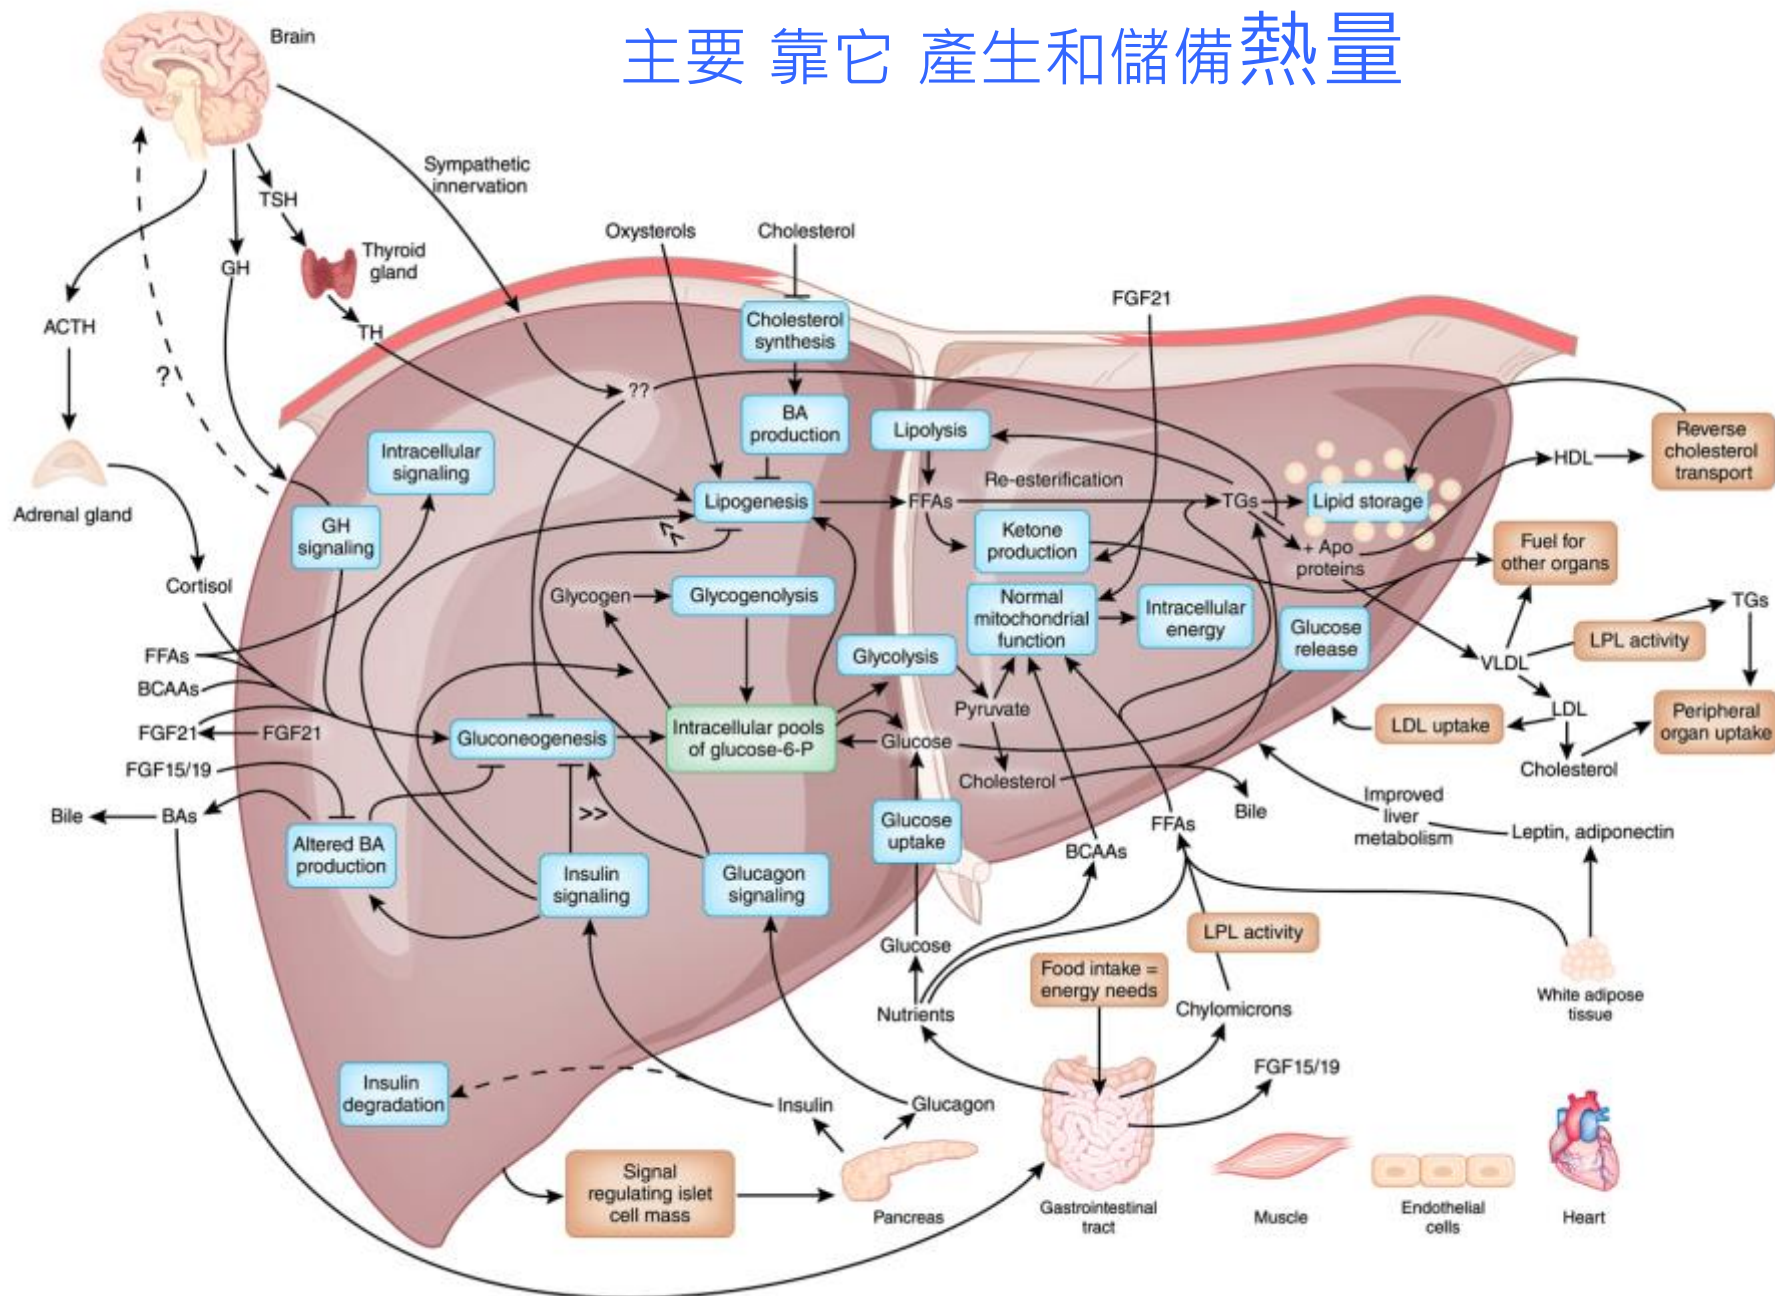 主要 靠它 產生和儲備熱量
Brain
Sympathetic
innervation
TSH
Thyroid
gland
GH
TH
ACTH
?
Adrenal gland
Cortisol
Oxysterols
Cholesterol
FGF21
Cholesterol
synthesis
??
BA
production
Lipolysis
Intracellular
signaling
GH
signaling
Lipogenesis
FFAs
Re-esterification
TGs
Lipid storage
HDL
Reverse
cholesterol
transport
<<
Ketone
production
+ Apo
proteins
Fuel for
other organs
Glycogen
Glycogenolysis
Normal
mitochondrial
function
Intracellular
energy
Glucose
release
TGs
LPL activity
VLDL
Glycolysis
Pyruvate
FFAs
BCAAs
FGF21
FGF21
FGF15/19
Bile
BAs
Gluconeogenesis
Intracellular pools
of glucose-6-P
Glucose
Cholesterol
Bile
LDL
LDL uptake
Peripheral
organ uptake
Cholesterol
Altered BA
production
>>
Insulin
signaling
Glucagon
signaling
Glucose
uptake
BCAAs
FFAs
Improved
liver
metabolism
Leptin, adiponectin
Glucose
LPL activity
Nutrients
Food intake =
energy needs
Chylomicrons
White adipose
tissue
Insulin
degradation
Insulin
Glucagon
FGF15/19
Signal
regulating islet
cell mass
Pancreas
Gastrointestinal
tract
Muscle
Endothelial
cells
Heart